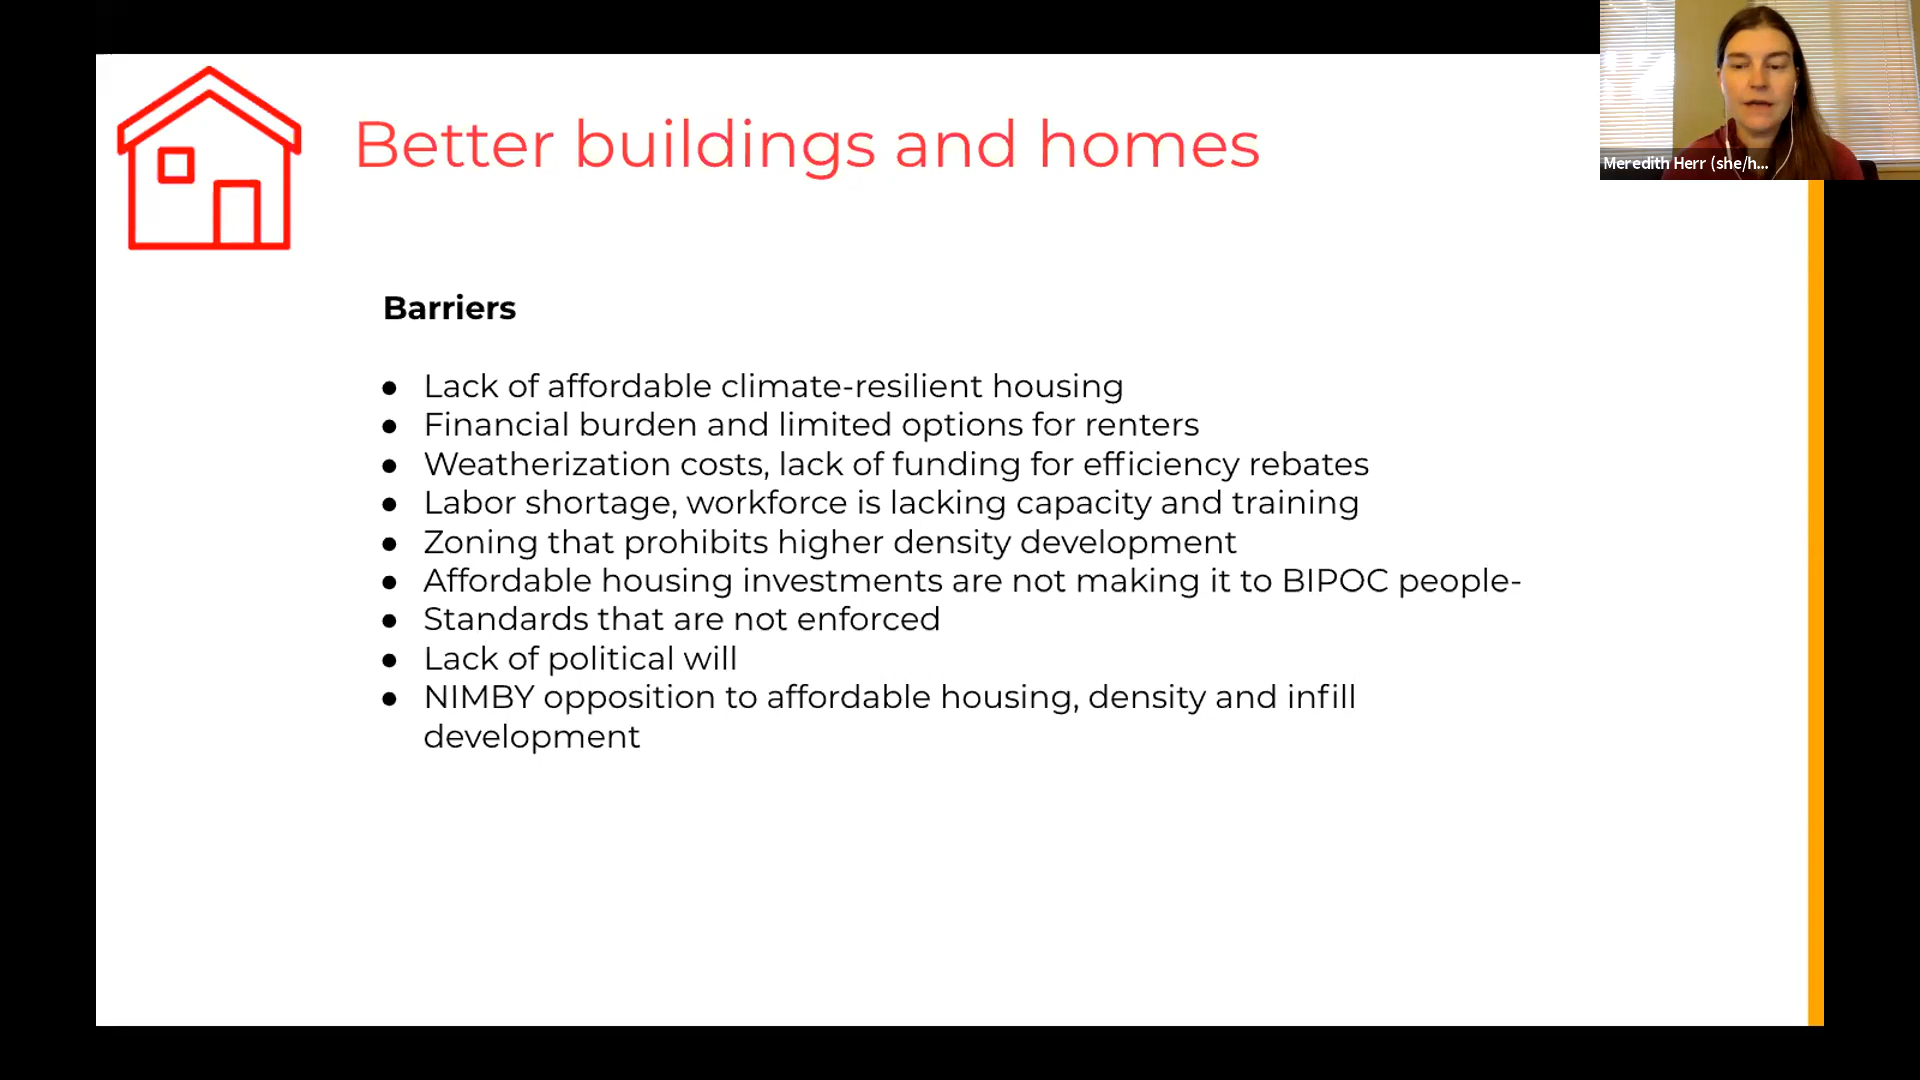 Better buildings and homes
Meredith Herr (she/h...
Barriers
● Lack of affordable climate-resilient housing
● Financial burden and limited options for renters
● Weatherization costs, lack of funding for efficiency rebates
● Labor shortage, workforce is lacking capacity and training
● Zoning that prohibits higher density development
● Affordable housing investments are not making it to BIPOC people-
● Standards that are not enforced
● Lack of political will
● NIMBY opposition to affordable housing, density and infill
development